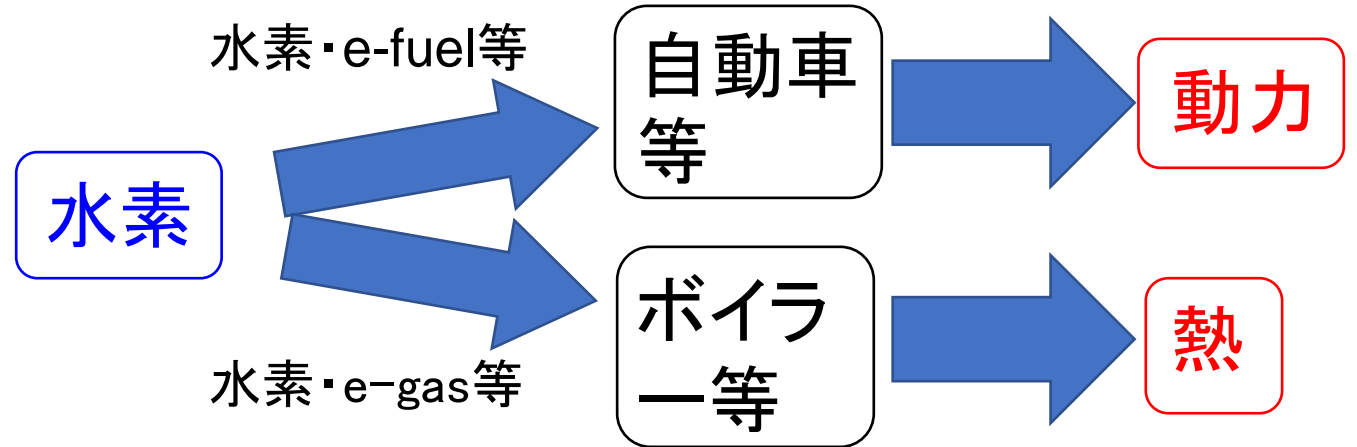 水素・e-fuel等
自動車
等
動力
水素
ボイラ
ー等
熱
水素・e-gas等